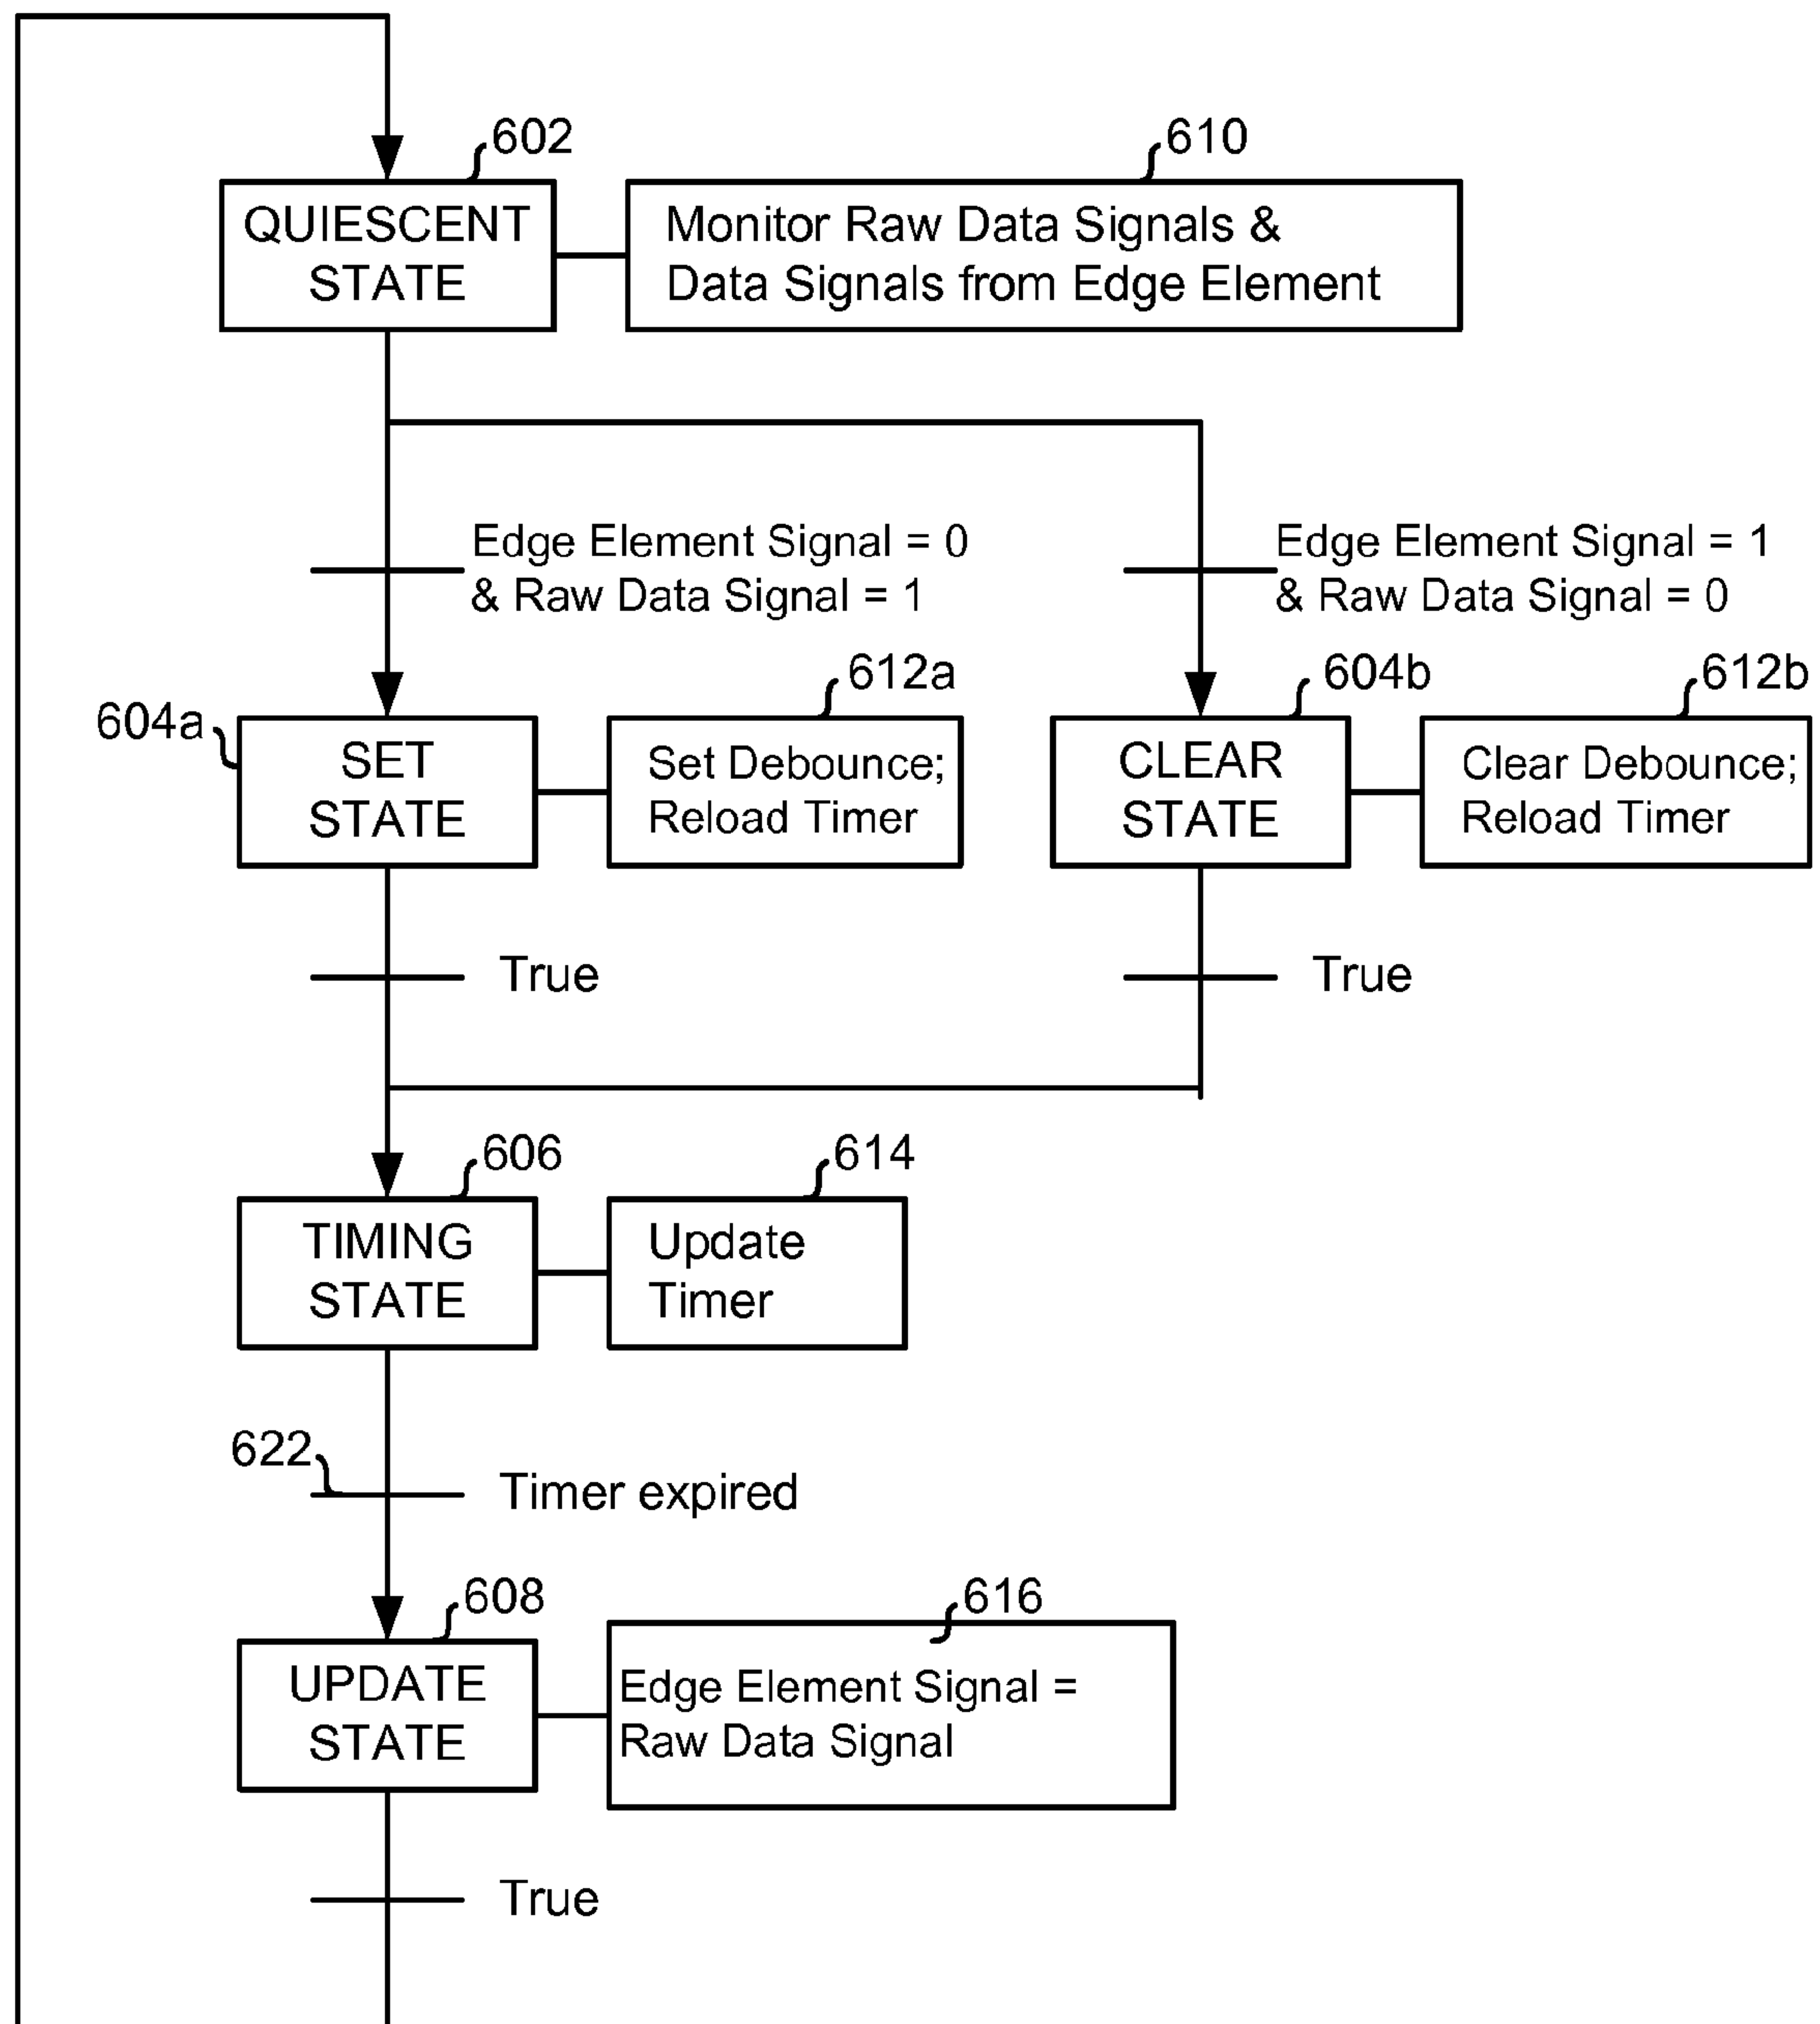 602
610
QUIESCENT
STATE
Monitor Raw Data Signals &
Data Signals from Edge Element
Edge Element Signal = 0
& Raw Data Signal = 1
Edge Element Signal = 1
& Raw Data Signal = 0
604a
612a
604b
612b
SET
STATE
Set Debounce;
Reload Timer
CLEAR
STATE
Clear Debounce;
Reload Timer
True
True
606
614
TIMING
STATE
Update
Timer
622
Timer expired
608
616
UPDATE
STATE
Edge Element Signal =
Raw Data Signal
True